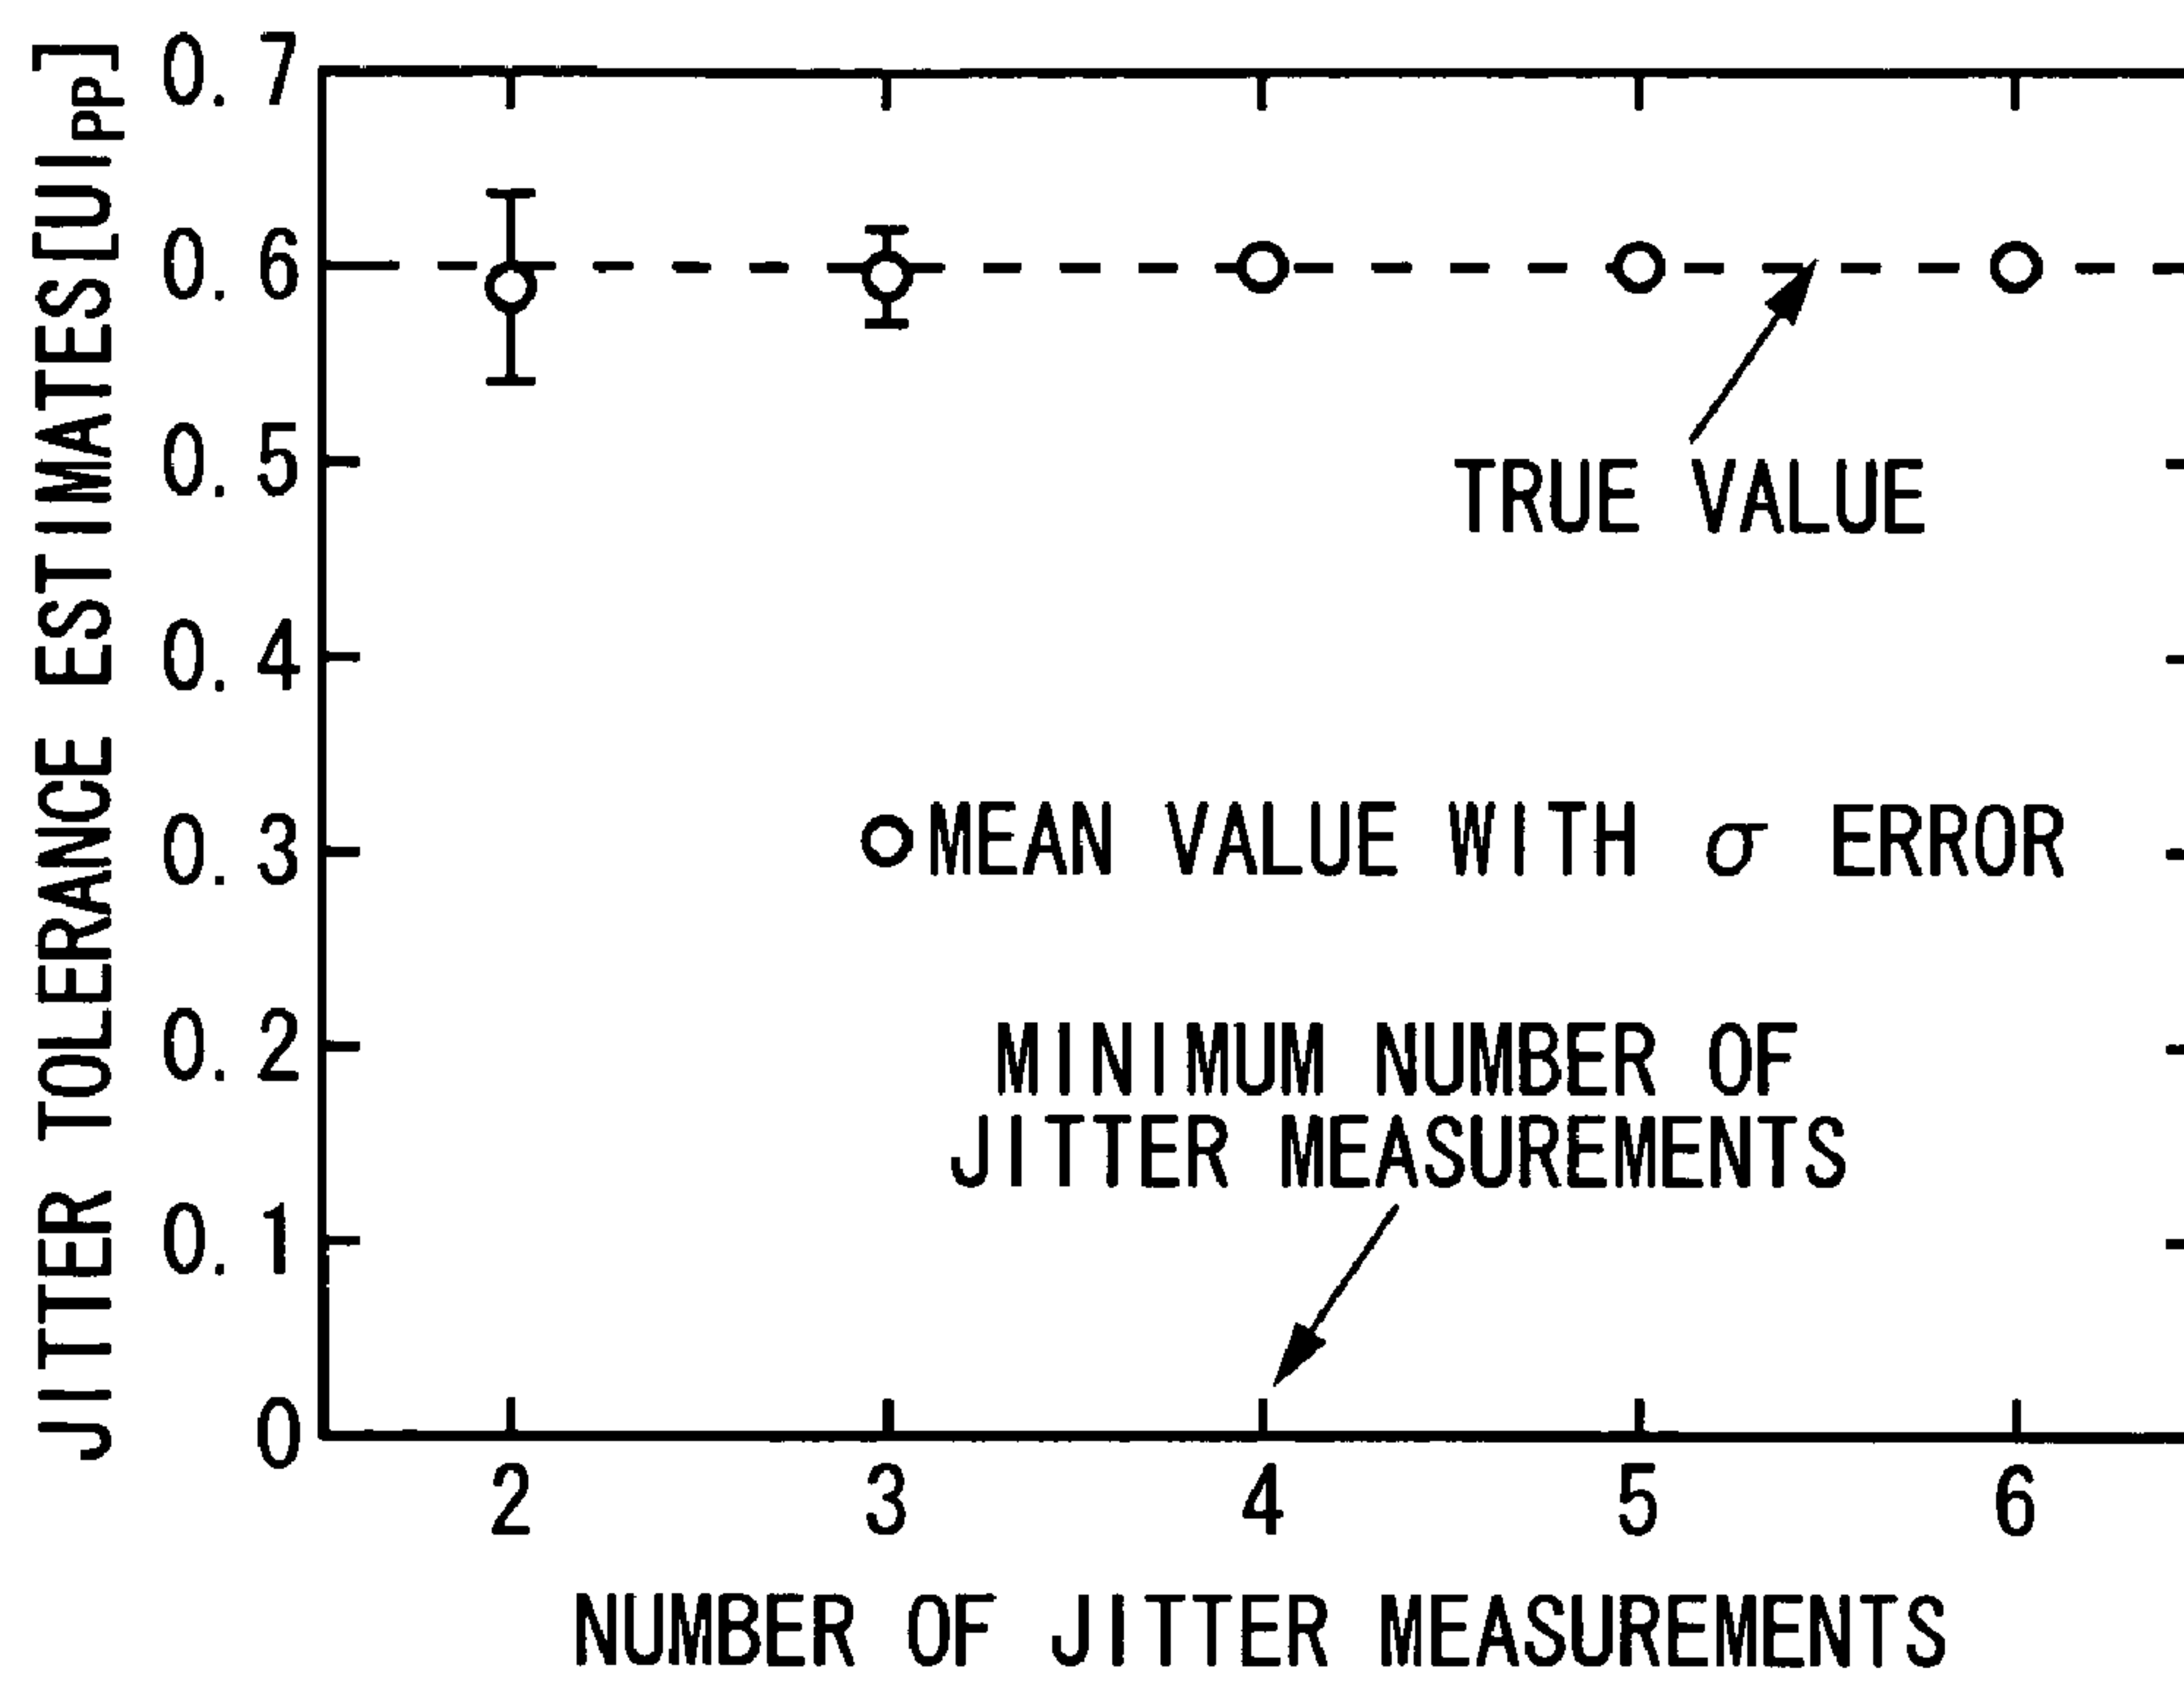 JITTER TOLERANCE ESTIMATES[UIPP]
0.7
0.6
0.5
0.4
0.3
0.2
0.1
0
TRUE VALUE
MEAN VALUE WITH σ ERROR
MINIMUM NUMBER OF
JITTER MEASUREMENTS
2 3 4 5 6
NUMBER OF JITTER MEASUREMENTS